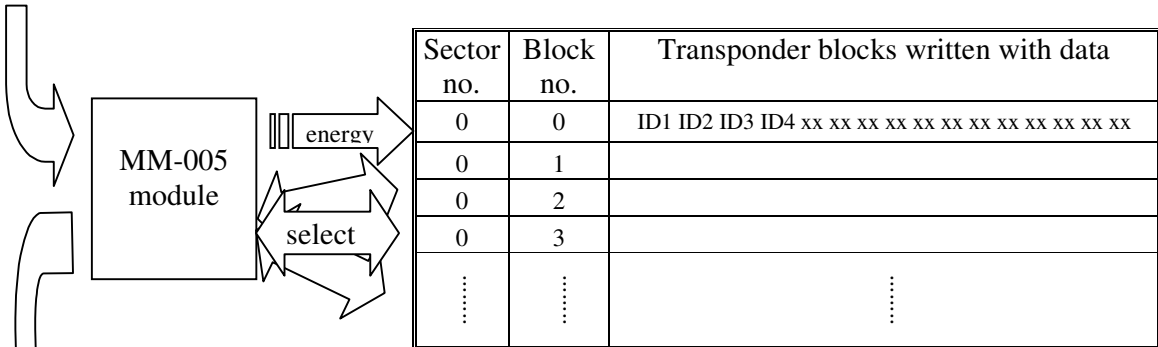 Sector Block Transponder blocks written with data
no. no.
0 0 ID1 ID2 ID3 ID4 xx xx xx xx xx xx xx xx xx xx xx xx
energy
0 1
MM-005
module
0 2
select
0 3